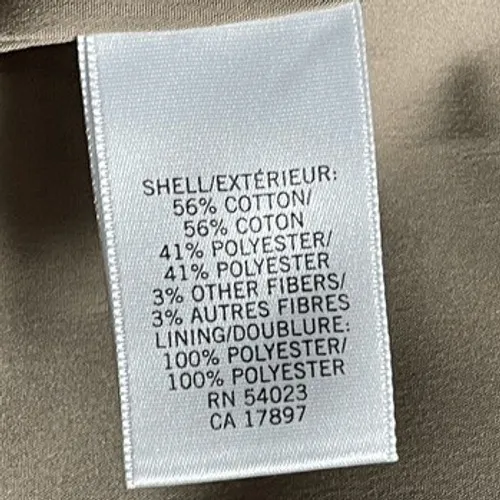 SHELL/EXTÉRIEUR:
56% COTTON/
56% COTON
41% POLYESTER/
41% POLYESTER
3% OTHER FIBERS/
3% AUTRES FIBRES
LINING/DOUBLURE:
100% POLYESTER/
100% POLYESTER
RN 54023
CA 17897